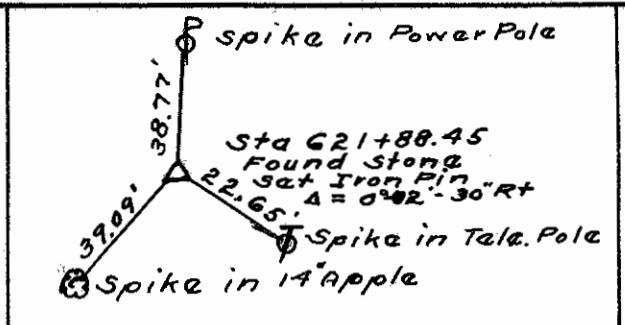 P
spike in Power Pole
38.77'
Sta 621+88.45
Found stone
set Iron Pin
Δ = 0°02'-30" Rt
22.65'
39.09'
T
Spike in Tele. Pole
Spike in 14" Apple